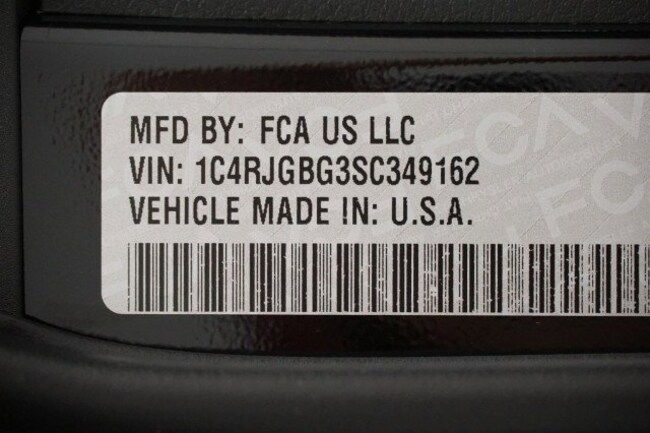 MFD BY: FCA US LLC
VIN: 1C4RJGBG3SC349162
VEHICLE MADE IN: U.S.A.